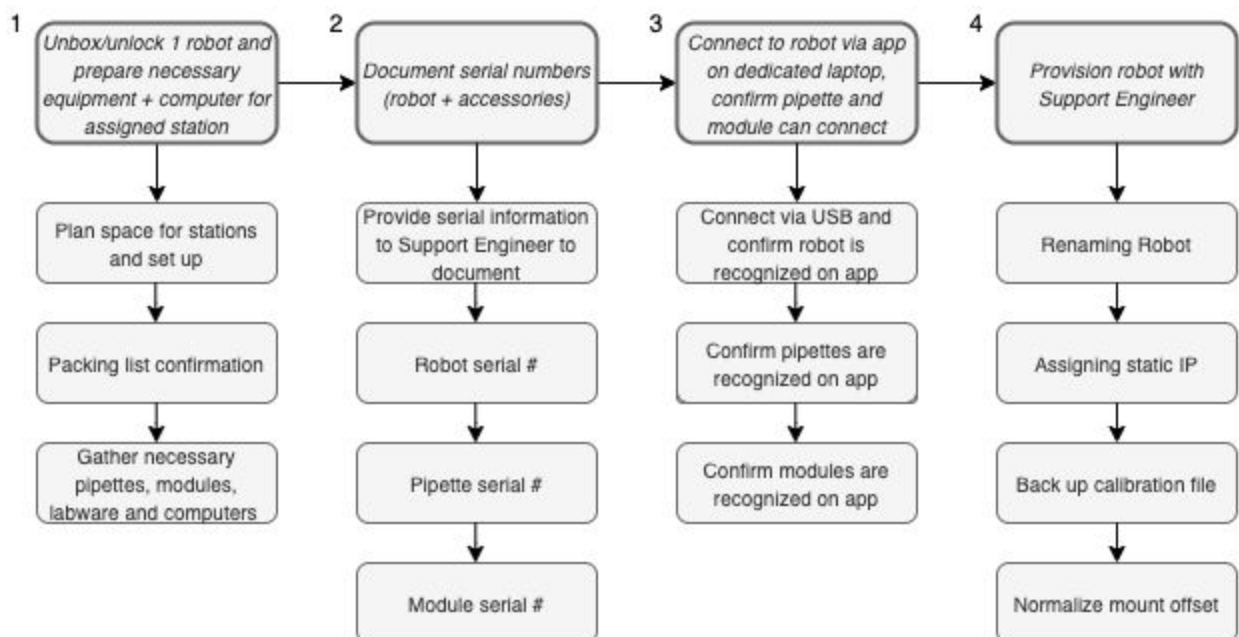 1
Unbox/unlock 1 robot and
prepare necessary
equipment + computer for
assigned station
Plan space for stations
and set up
Packing list confirmation
Gather necessary
pipettes, modules,
labware and computers
2
Document serial numbers
(robot + accessories)
Provide serial information
to Support Engineer to
document
Robot serial #
Pipette serial #
Module serial #
3
Connect to robot via app
on dedicated laptop,
confirm pipette and
module can connect
Connect via USB and
confirm robot is
recognized on app
Confirm pipettes are
recognized on app
Confirm modules are
recognized on app
4
Provision robot with
Support Engineer
Renaming Robot
Assigning static IP
Back up calibration file
Normalize mount offset